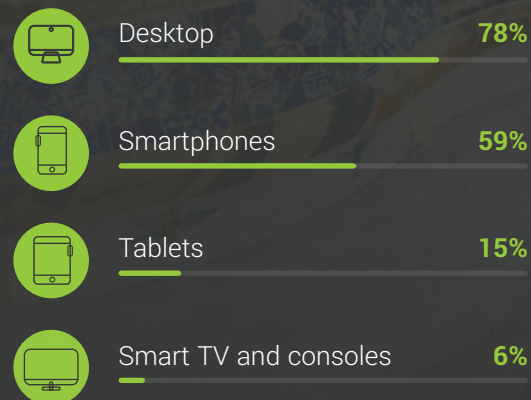 Desktop 78%
Smartphones 59%
Tablets 15%
Smart TV and consoles 6%